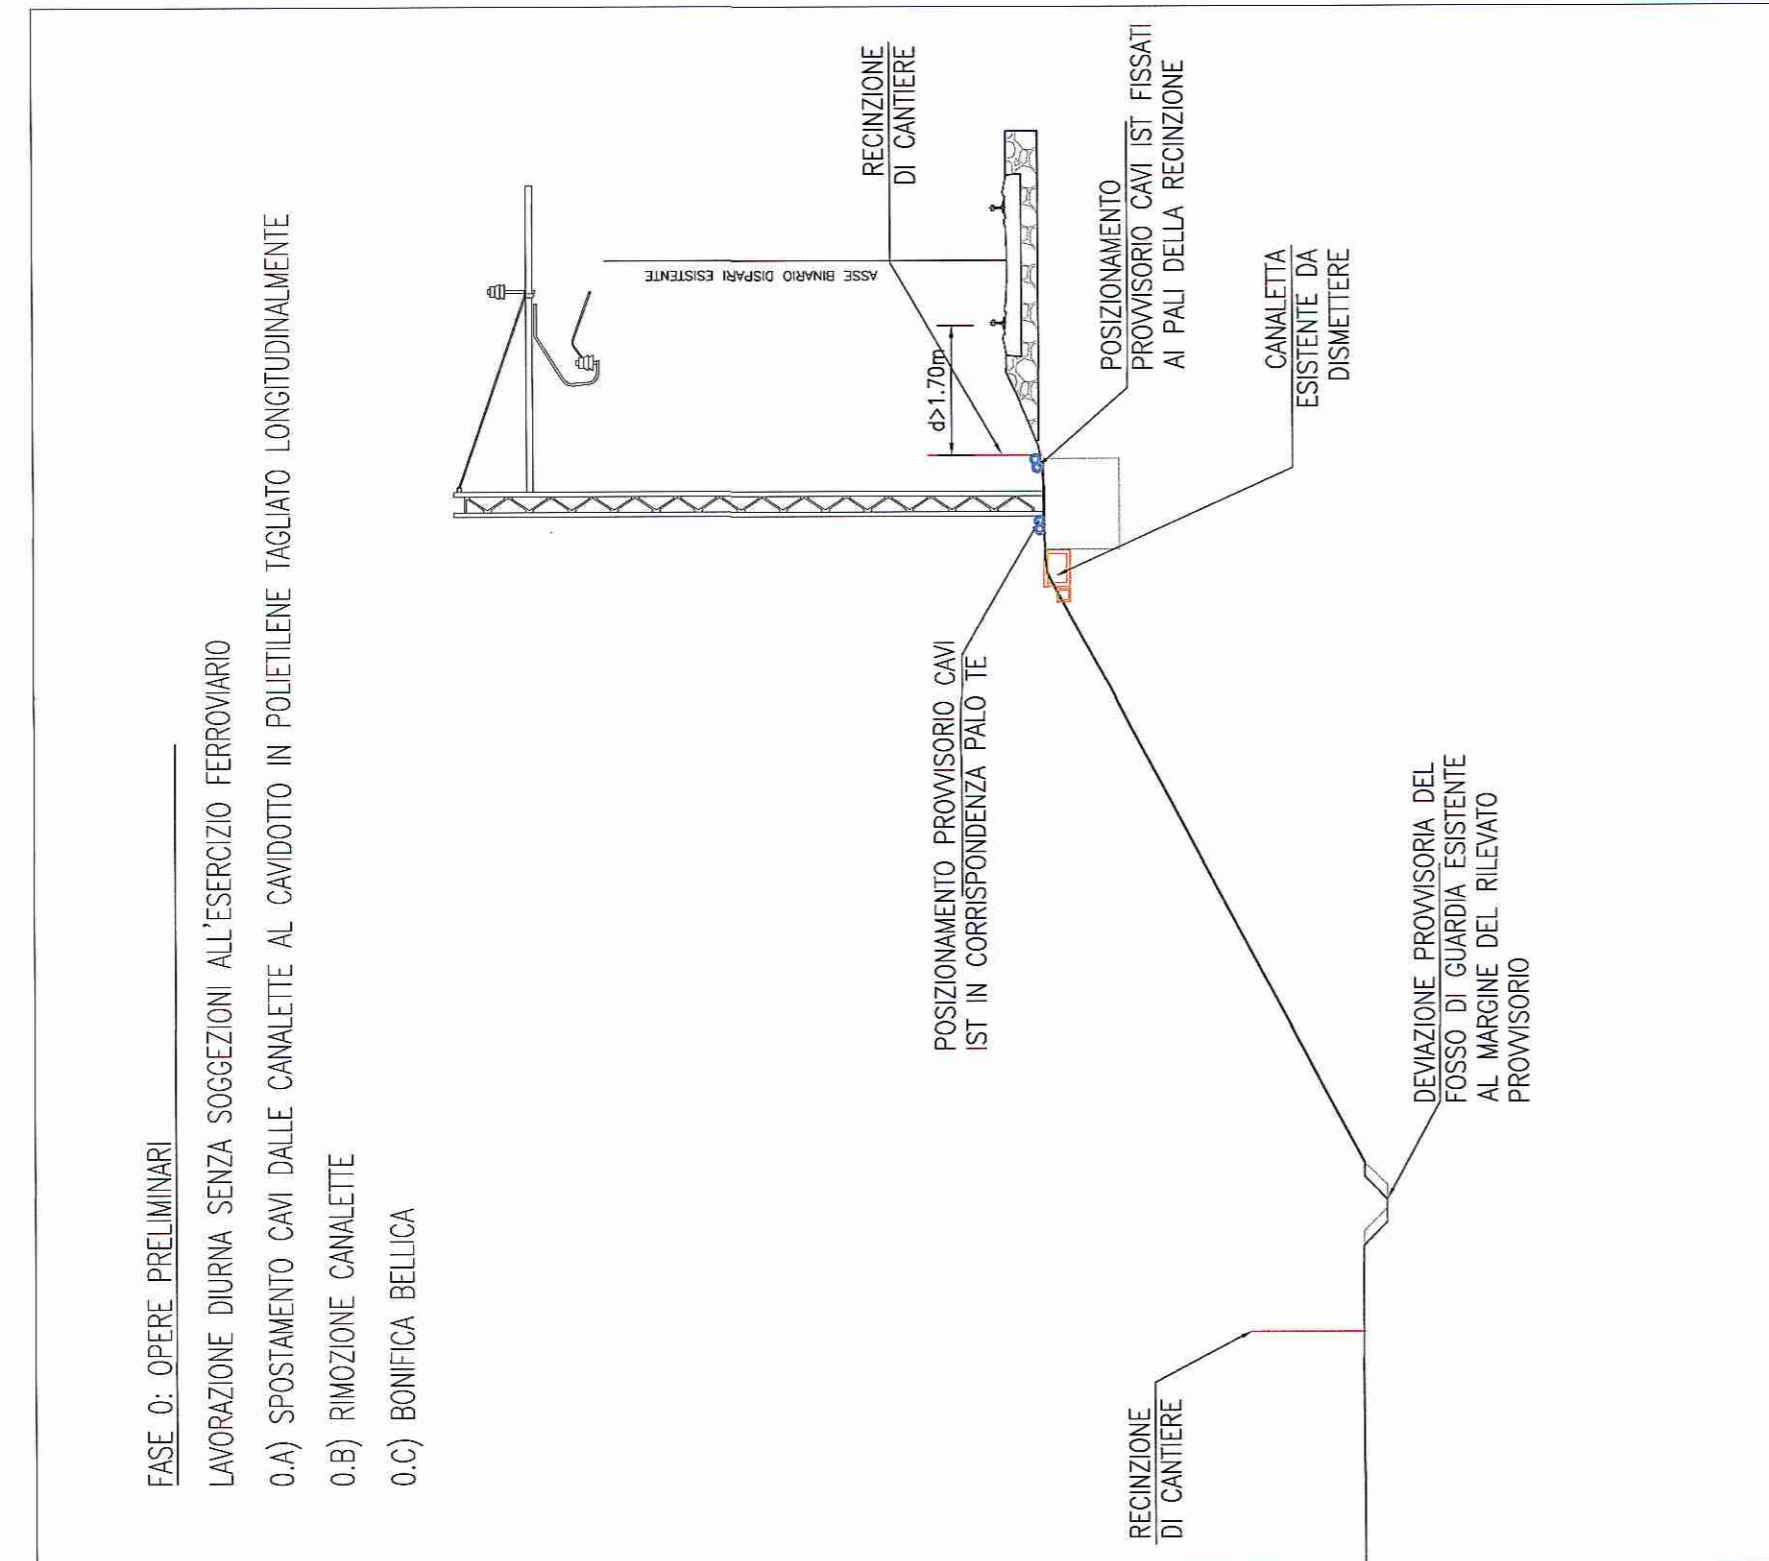 FASE 0: OPERE PRELIMINARI
LAVORAZIONE DIURNA SENZA SOGGEZIONI ALL'ESERCIZIO FERROVIARIO
0.A) SPOSTAMENTO CAVI DALLE CANALETTE AL CAVIDOTTO IN POLIETILENE TAGLIATO LONGITUDINALMENTE
0.B) RIMOZIONE CANALETTE
0.C) BONIFICA BELLICA
RECINZIONE
DI CANTIERE
ASSE BINARIO DISPARI ESISTENTE
d>1.70m
POSIZIONAMENTO
PROVVISORIO CAVI IST FISSATI
AI PALI DELLA RECINZIONE
CANALETTA
ESISTENTE DA
DISMETTERE
POSIZIONAMENTO PROVVISORIO CAVI
IST IN CORRISPONDENZA PALO TE
DEVIAZIONE PROVVISORIA DEL
FOSSO DI GUARDIA ESISTENTE
AL MARGINE DEL RILEVATO
PROVVISORIO
RECINZIONE
DI CANTIERE